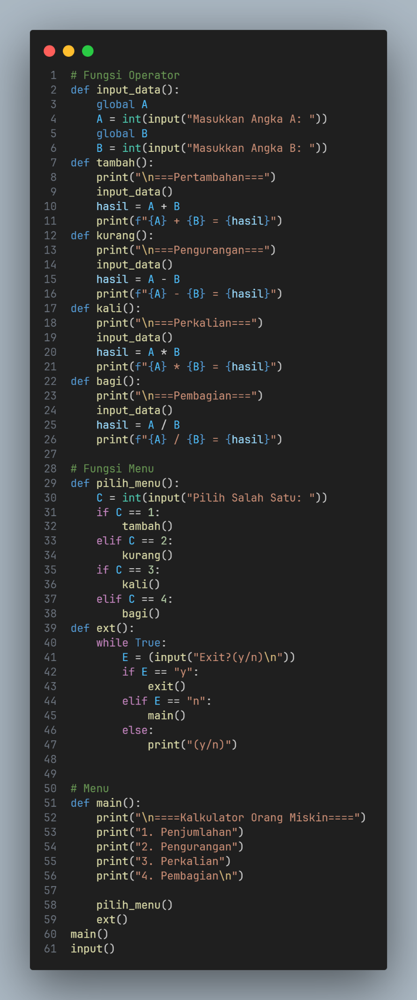 1 # Fungsi Operator
2 def input_data():
3     global A
4     A = int(input("Masukkan Angka A: "))
5     global B
6     B = int(input("Masukkan Angka B: "))
7 def tambah():
8     print("\n===Pertambahan===")
9     input_data()
10     hasil = A + B
11     print(f"{A} + {B} = {hasil}")
12 def kurang():
13     print("\n===Pengurangan===")
14     input_data()
15     hasil = A - B
16     print(f"{A} - {B} = {hasil}")
17 def kali():
18     print("\n===Perkalian===")
19     input_data()
20     hasil = A * B
21     print(f"{A} * {B} = {hasil}")
22 def bagi():
23     print("\n===Pembagian===")
24     input_data()
25     hasil = A / B
26     print(f"{A} / {B} = {hasil}")
27
28 # Fungsi Menu
29 def pilih_menu():
30     C = int(input("Pilih Salah Satu: "))
31     if C == 1:
32         tambah()
33     elif C == 2:
34         kurang()
35     if C == 3:
36         kali()
37     elif C == 4:
38         bagi()
39 def ext():
40     while True:
41         E = (input("Exit?(y/n)\n"))
42         if E == "y":
43             exit()
44         elif E == "n":
45             main()
46         else:
47             print("(y/n)")
48
49
50 # Menu
51 def main():
52     print("\n====Kalkulator Orang Miskin====")
53     print("1. Penjumlahan")
54     print("2. Pengurangan")
55     print("3. Perkalian")
56     print("4. Pembagian\n")
57
58     pilih_menu()
59     ext()
60 main()
61 input()